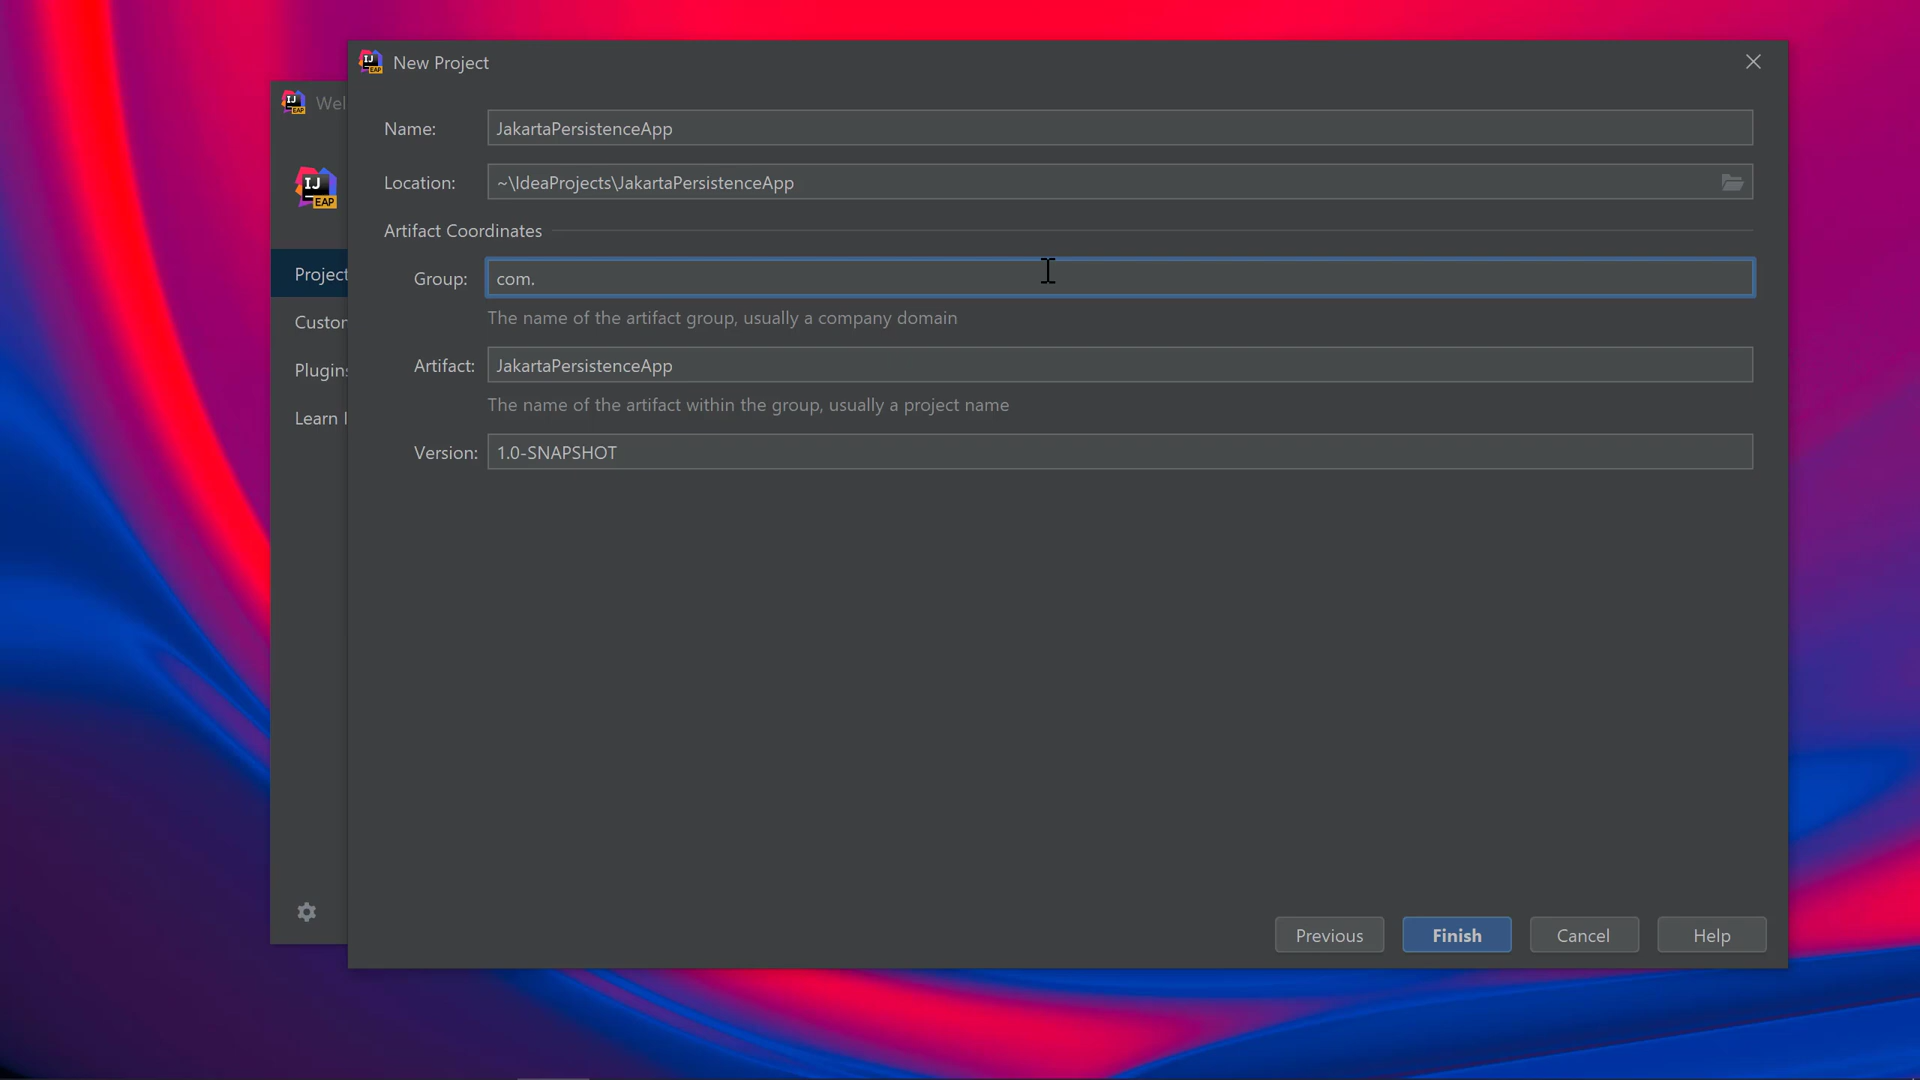 New Project
Wel
Name: JakartaPersistenceApp
Location: ~\IdeaProjects\JakartaPersistenceApp
Artifact Coordinates
Group: com.
The name of the artifact group, usually a company domain
Artifact: JakartaPersistenceApp
The name of the artifact within the group, usually a project name
Version: 1.0-SNAPSHOT
IJ
EAP
Project
Custor
Plugins
Learn I
Previous Finish Cancel Help